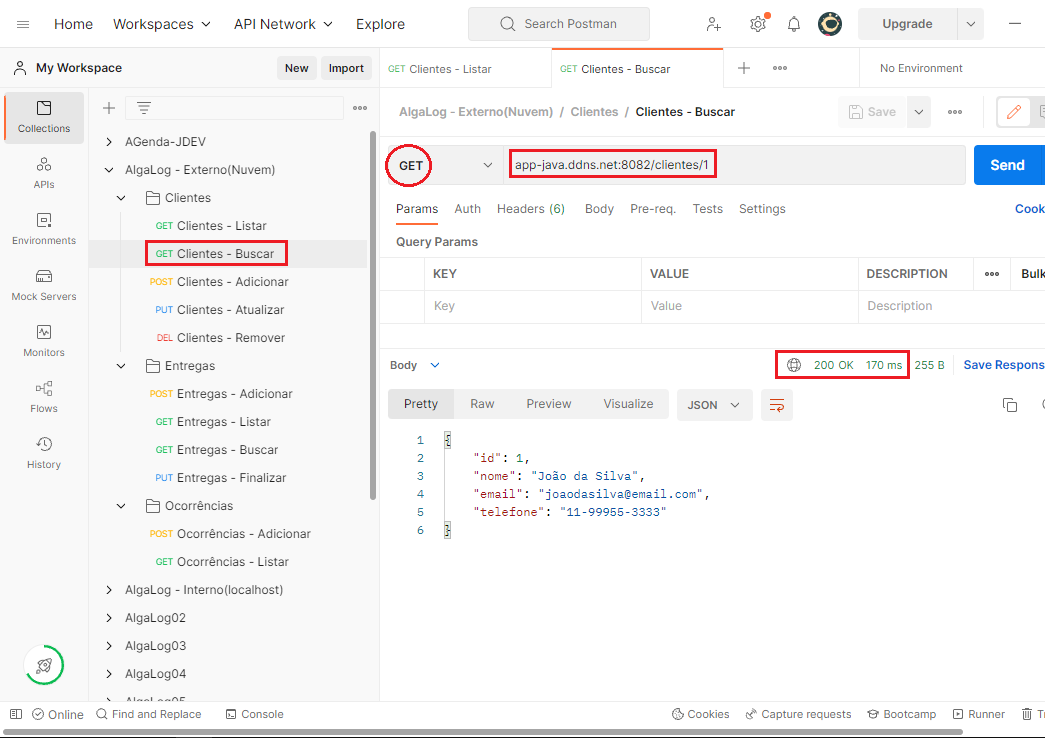 Home Workspaces API Network Explore Search Postman Upgrade
My Workspace New Import
GET Clientes - Listar GET Clientes - Buscar No Environment
Collections
APIs
Environments
Mock Servers
Monitors
Flows
History
AGenda-JDEV
AlgaLog - Externo(Nuvem)
Clientes
GET Clientes - Listar
GET Clientes - Buscar
POST Clientes - Adicionar
PUT Clientes - Atualizar
DEL Clientes - Remover
Entregas
POST Entregas - Adicionar
GET Entregas - Listar
GET Entregas - Buscar
PUT Entregas - Finalizar
Ocorrências
POST Ocorrências - Adicionar
GET Ocorrências - Listar
AlgaLog - Interno(localhost)
AlgaLog02
AlgaLog03
AlgaLog04
AlgaLog05
AlgaLog - Externo(Nuvem) / Clientes / Clientes - Buscar Save
GET app-java.ddns.net:8082/clientes/1 Send
Params Auth Headers (6) Body Pre-req. Tests Settings Cook
Query Params
KEY VALUE DESCRIPTION Bulk
Key Value Description
Body 200 OK 170 ms 255 B Save Respons
Pretty Raw Preview Visualize JSON
1 {
2 "id": 1,
3 "nome": "João da Silva",
4 "email": "joaodasilva@email.com",
5 "telefone": "11-99955-3333"
6 }
Online Find and Replace Console Cookies Capture requests Bootcamp Runner Tr